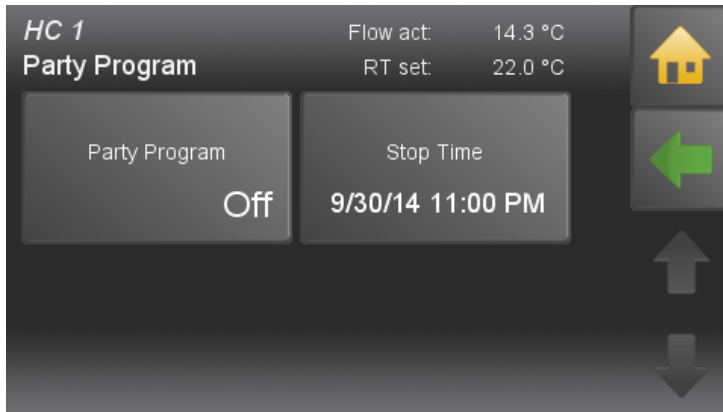 HC 1 Flow act: 14.3 °C
Party Program RT set: 22.0 °C
Party Program Stop Time
Off 9/30/14 11:00 PM